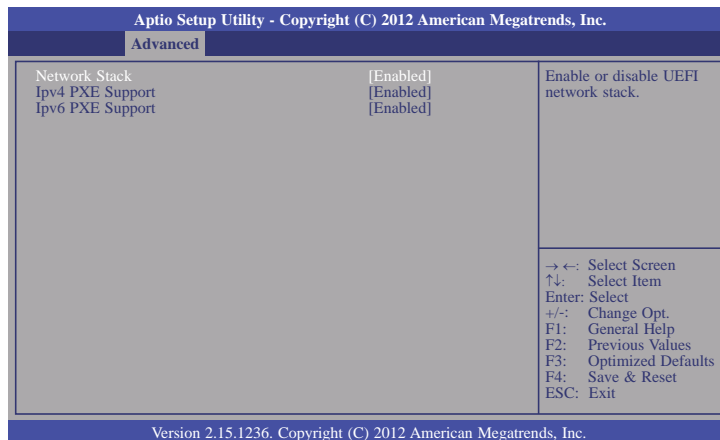 Aptio Setup Utility - Copyright (C) 2012 American Megatrends, Inc.
Advanced
Network Stack [Enabled]
Ipv4 PXE Support [Enabled]
Ipv6 PXE Support [Enabled]
Enable or disable UEFI
network stack.
→ ←: Select Screen
↑↓: Select Item
Enter: Select
+/-: Change Opt.
F1: General Help
F2: Previous Values
F3: Optimized Defaults
F4: Save & Reset
ESC: Exit
Version 2.15.1236. Copyright (C) 2012 American Megatrends, Inc.